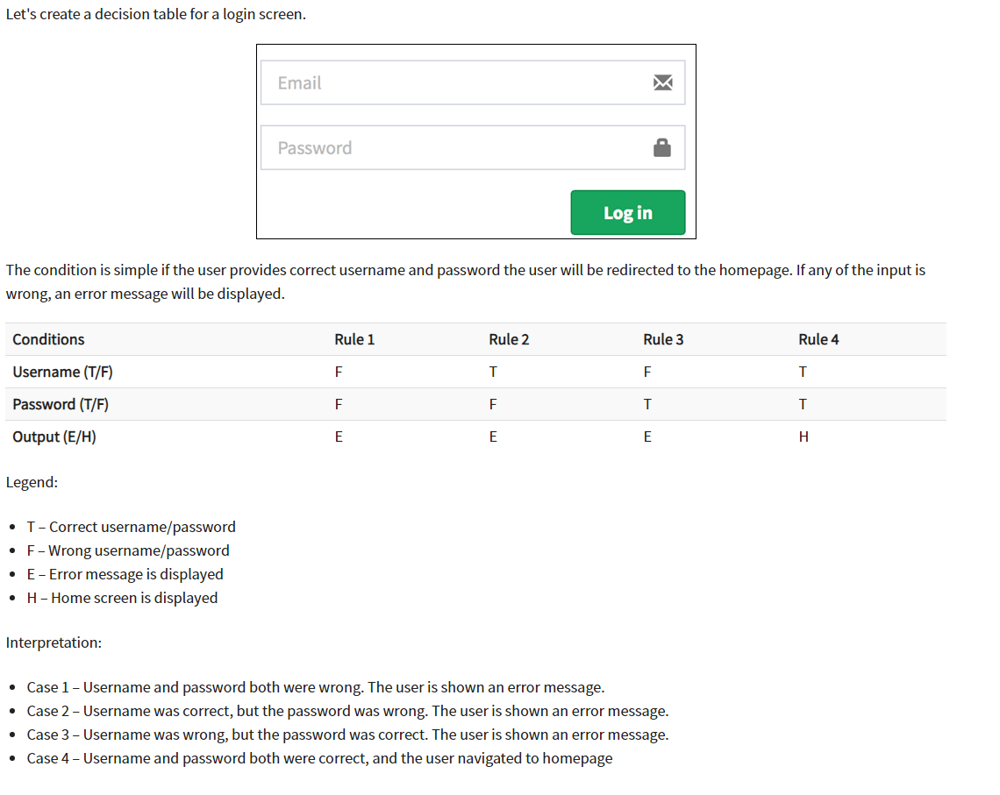 Let's create a decision table for a login screen.
Email
Password
Log in
The condition is simple if the user provides correct username and password the user will be redirected to the homepage. If any of the input is
wrong, an error message will be displayed.
Conditions Rule 1 Rule 2 Rule 3 Rule 4
Username (T/F) F T F T
Password (T/F) F F T T
Output (E/H) E E E H
Legend:
• T – Correct username/password
• F – Wrong username/password
• E – Error message is displayed
• H – Home screen is displayed
Interpretation:
• Case 1 – Username and password both were wrong. The user is shown an error message.
• Case 2 – Username was correct, but the password was wrong. The user is shown an error message.
• Case 3 – Username was wrong, but the password was correct. The user is shown an error message.
• Case 4 – Username and password both were correct, and the user navigated to homepage